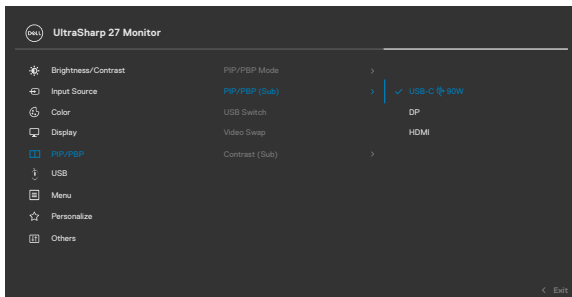 DELL UltraSharp 27 Monitor
Brightness/Contrast PIP/PBP Mode
Input Source PIP/PBP (Sub) USB-C 90W
Color USB Switch DP
Display Video Swap HDMI
PIP/PBP Contrast (Sub)
USB
Menu
Personalize
Others
Exit